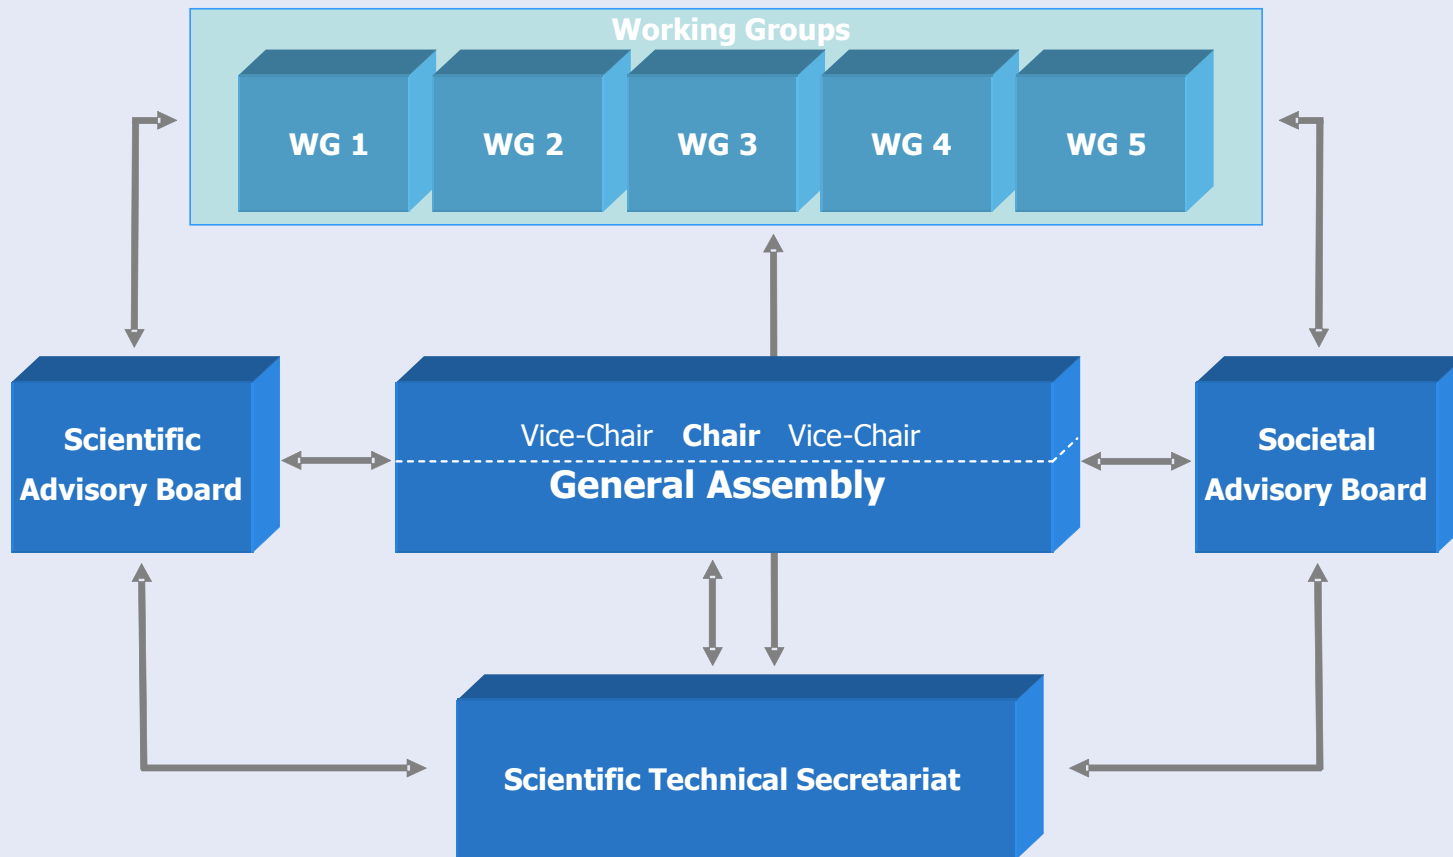 Working Groups
WG 1 WG 2 WG 3 WG 4 WG 5
Scientific
Advisory Board
Vice-Chair Chair Vice-Chair
General Assembly
Societal
Advisory Board
Scientific Technical Secretariat